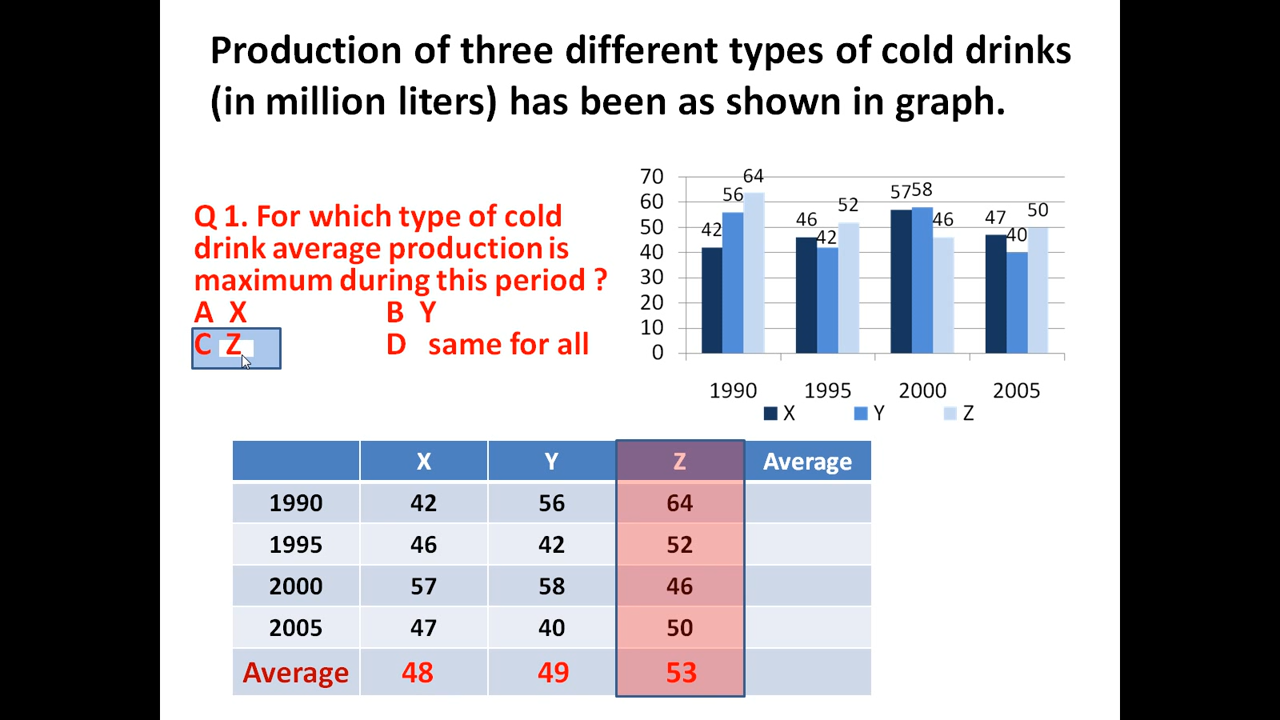 Production of three different types of cold drinks
(in million liters) has been as shown in graph.
Q 1. For which type of cold
drink average production is
maximum during this period ?
A X B Y
C Z D same for all
70
60
50
40
30
20
10
0
42 56 64
46 42 52
57 58 46
47 40 50
1990 1995 2000 2005
X Y Z
X Y Z Average
1990 42 56 64
1995 46 42 52
2000 57 58 46
2005 47 40 50
Average 48 49 53